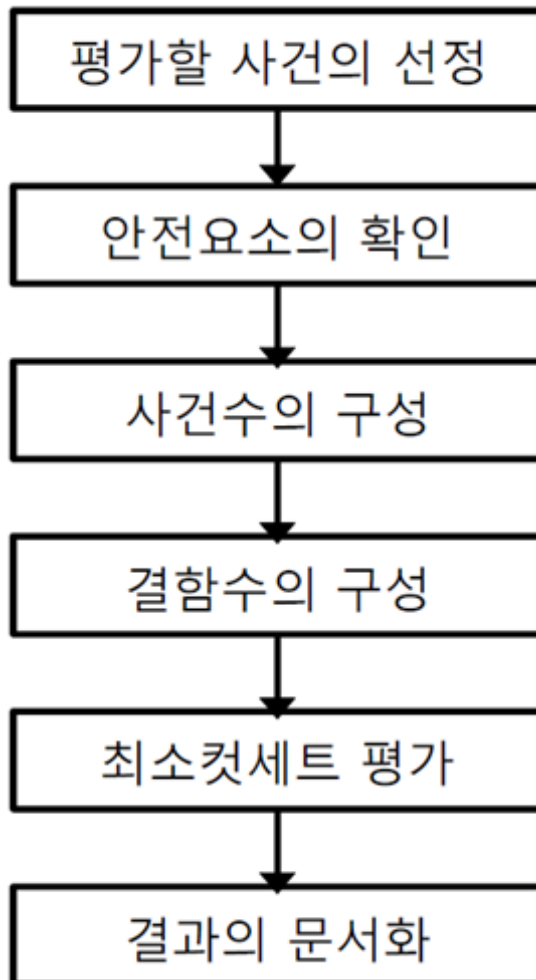 평가할 사건의 선정
안전요소의 확인
사건수의 구성
결함수의 구성
최소컷세트 평가
결과의 문서화